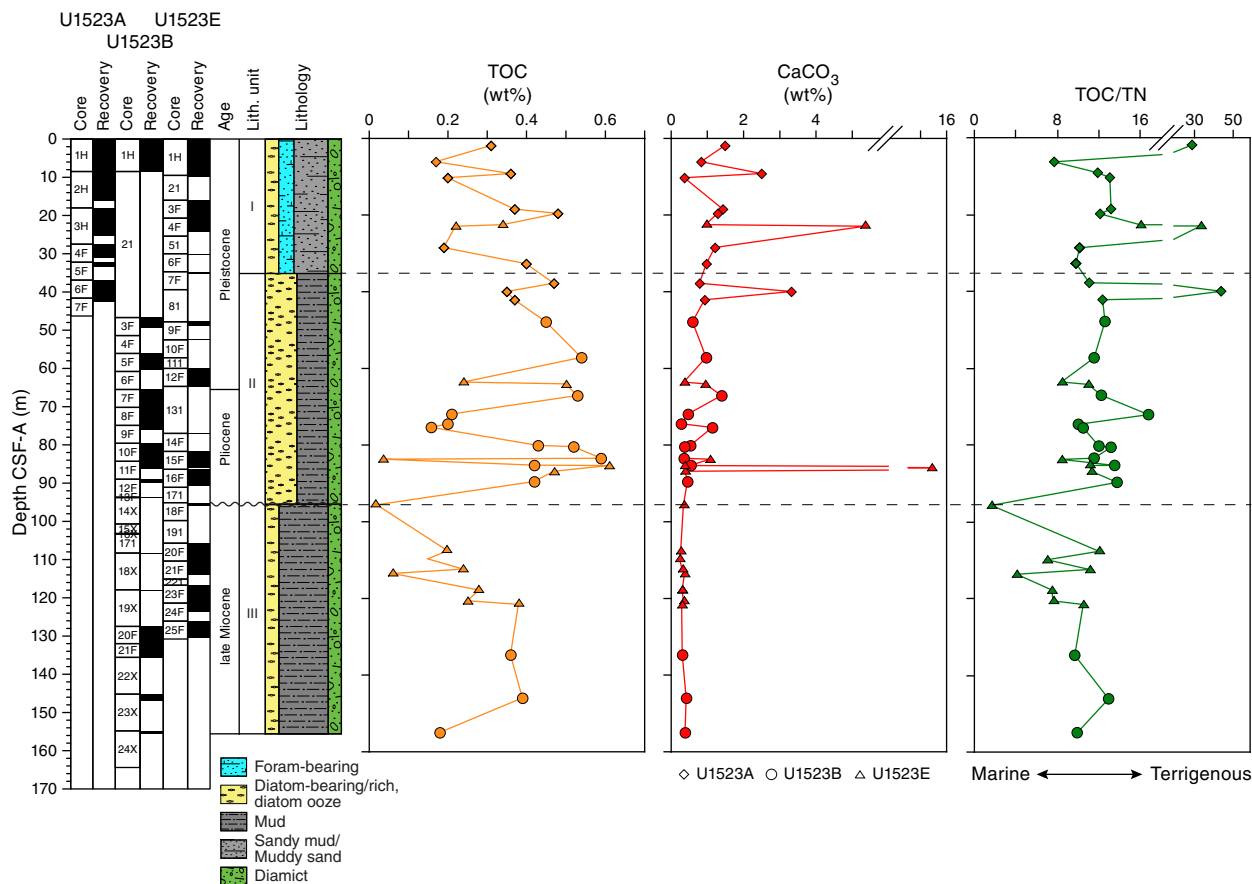 U1523A U1523E
U1523B
Core
Recovery
Core
Recovery
Core
Recovery
Age
Lith. unit
Lithology
TOC
(wt%)
CaCO3
(wt%)
TOC/TN
0 0.2 0.4 0.6
0 2 4 16
8 16 30 50
Depth CSF-A (m)
0
10
20
30
40
50
60
70
80
90
100
110
120
130
140
150
160
170
1H
2H
3H
4F
5F
6F
7F
1H
21
3F
4F
5F
6F
7F
8F
9F
10F
11F
12F
13F
14X
15X
16X
171
18X
19X
20F
21F
22X
23X
24X
1H
21
3F
4F
51
6F
7F
81
9F
10F
111
12F
131
14F
15F
16F
171
18F
191
20F
21F
221
23F
24F
25F
Pleistocene
Pliocene
late Miocene
I
II
III
Foram-bearing
Diatom-bearing/rich,
diatom ooze
Mud
Sandy mud/
Muddy sand
Diamict
U1523A U1523B U1523E
Marine Terrigenous